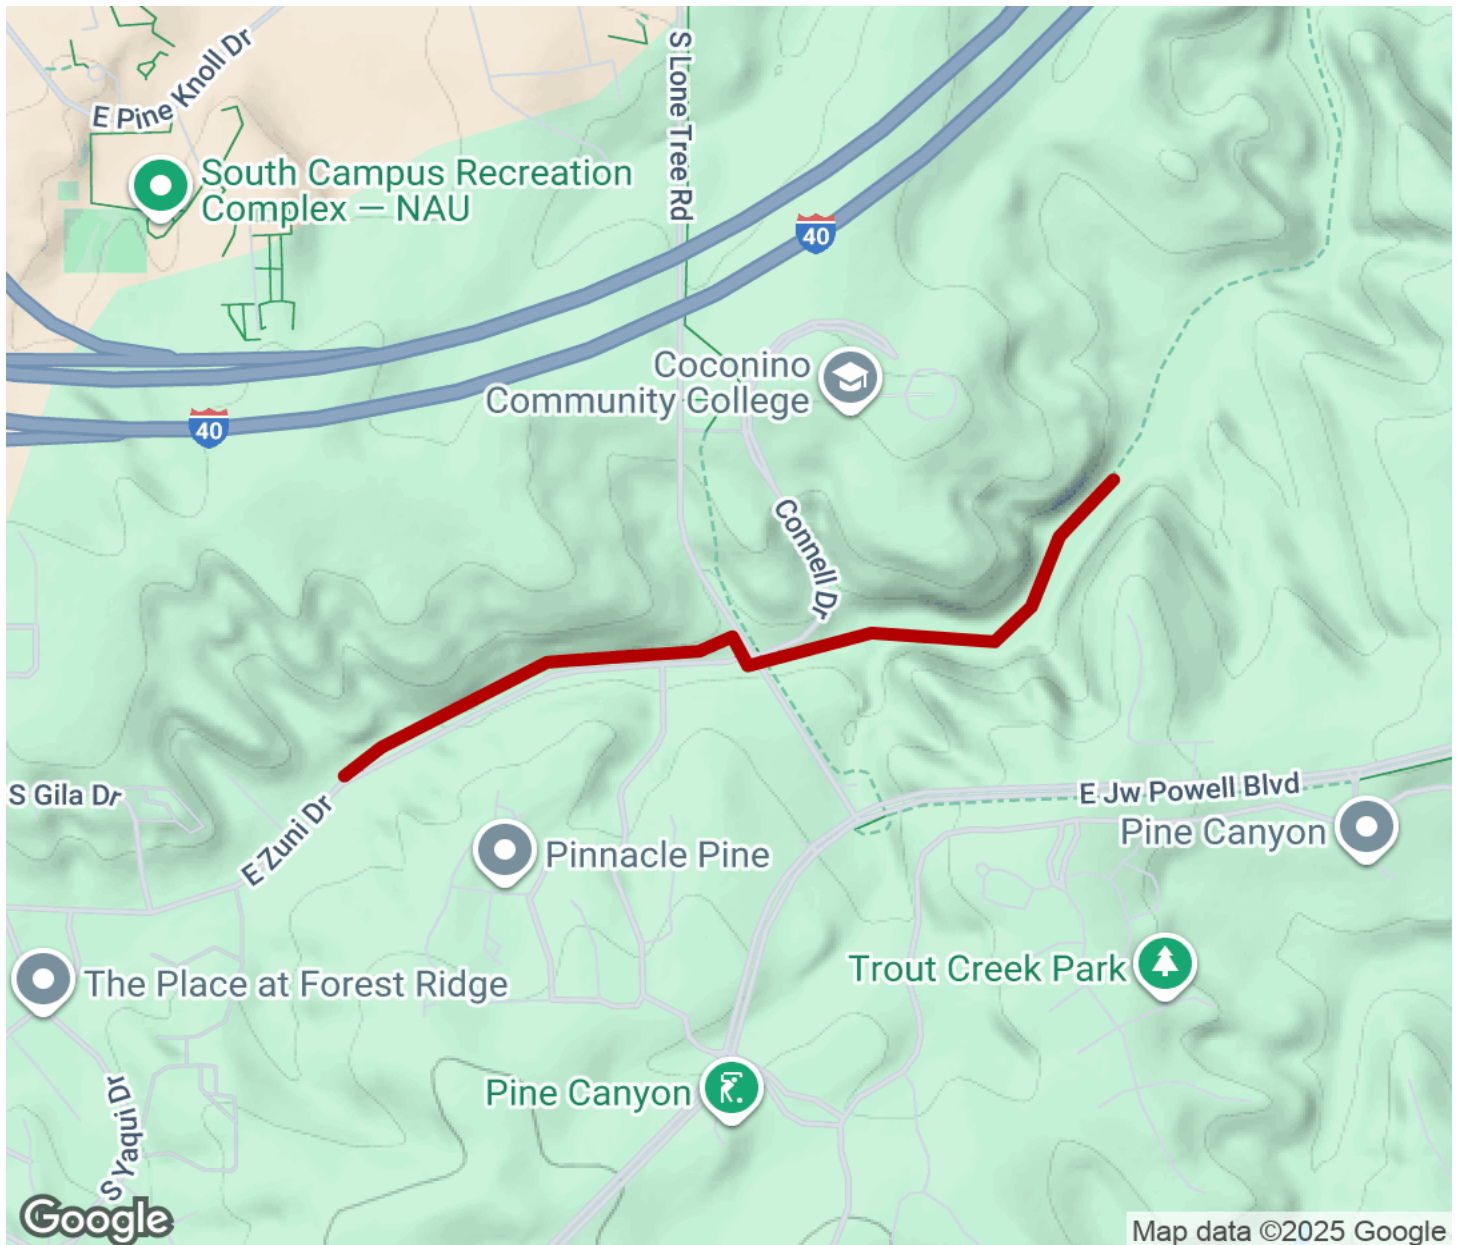 E Pine Knoll Dr
S Lone Tree Rd
South Campus Recreation
Complex — NAU
40
Coconino
Community College
40
Connell Dr
S Gila Dr
E Zuni Dr
E Jw Powell Blvd
Pine Canyon
Pinnacle Pine
Trout Creek Park
The Place at Forest Ridge
Pine Canyon
S Yaqui Dr
Google
Map data ©2025 Google